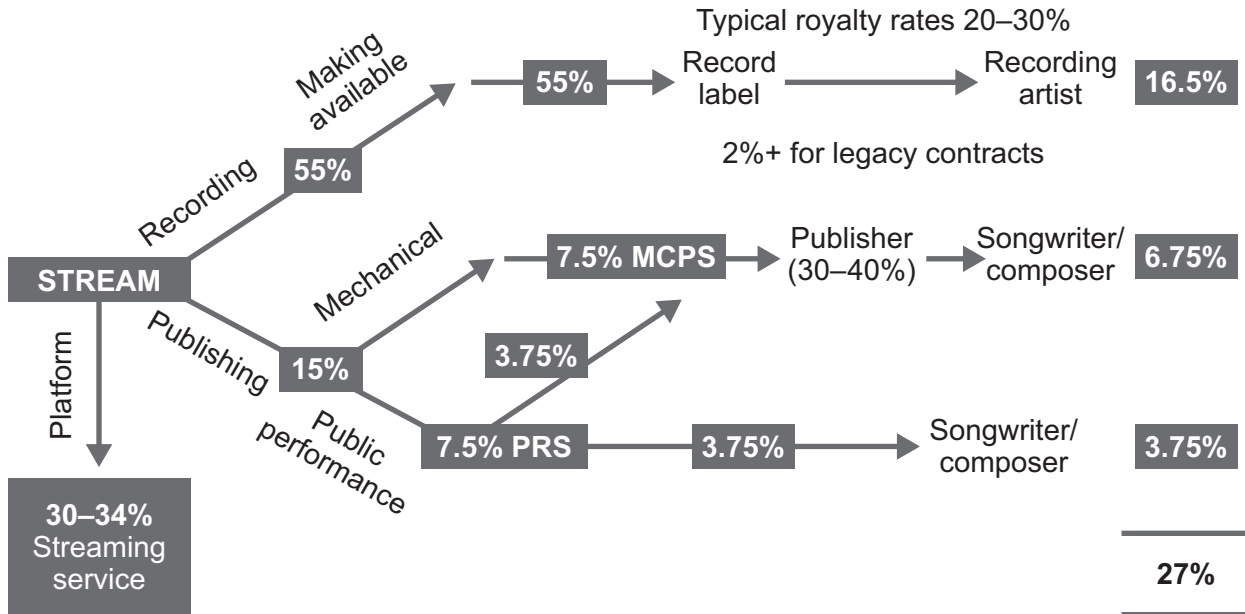 Typical royalty rates 20–30%
Making
available
55%
Record
label
Recording
artist
16.5%
55%
Recording
2%+ for legacy contracts
Mechanical
7.5% MCPS
Publisher
(30–40%)
Songwriter/
composer
6.75%
STREAM
Publishing
15%
3.75%
Platform
Public
performance
7.5% PRS
3.75%
Songwriter/
composer
3.75%
30–34%
Streaming
service
27%